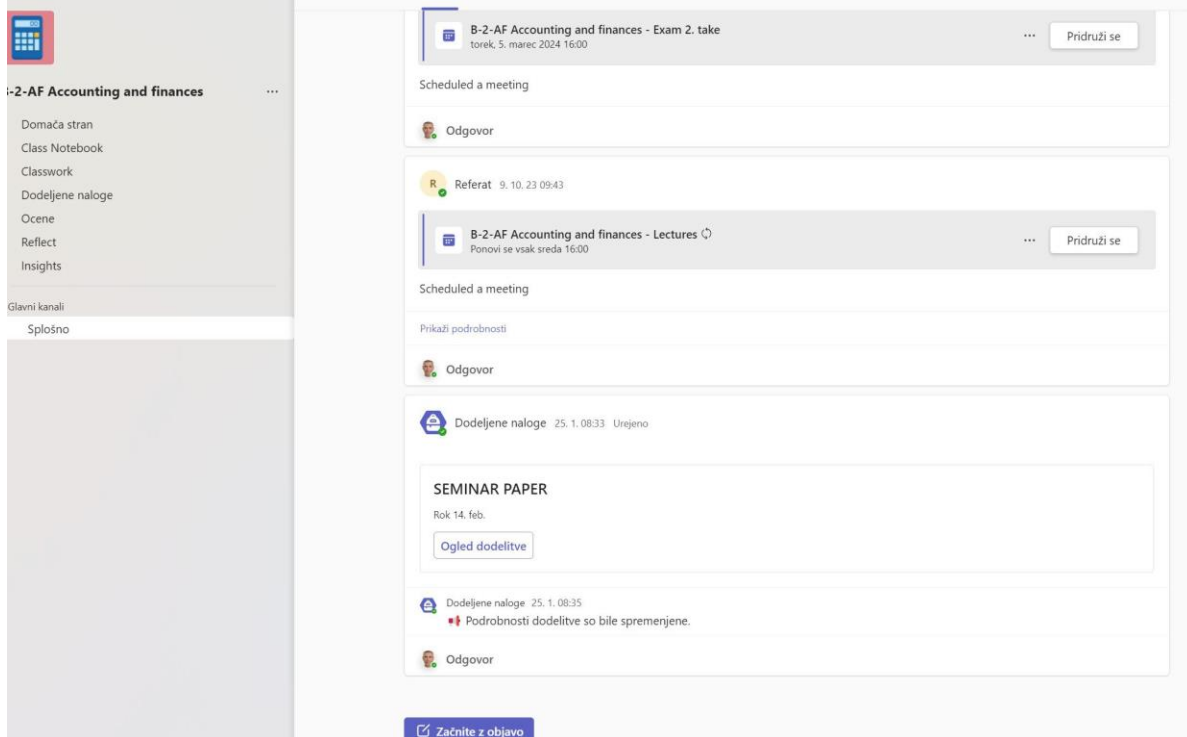 -2-AF Accounting and finances
...
Domača stran
Class Notebook
Classwork
Dodeljene naloge
Ocene
Reflect
Insights
Glavni kanali
Splošno
B-2-AF Accounting and finances - Exam 2. take
torek, 5. marec 2024 16:00
...
Pridruži se
Scheduled a meeting
Odgovor
R
Referat 9. 10. 23 09:43
B-2-AF Accounting and finances - Lectures
Ponovi se vsak sreda 16:00
...
Pridruži se
Scheduled a meeting
Prikaži podrobnosti
Odgovor
Dodeljene naloge 25. 1. 08:33 Urejeno
SEMINAR PAPER
Rok 14. feb.
Ogled dodelitve
Dodeljene naloge 25. 1. 08:35
Podrobnosti dodelitve so bile spremenjene.
Odgovor
Začnite z objavo